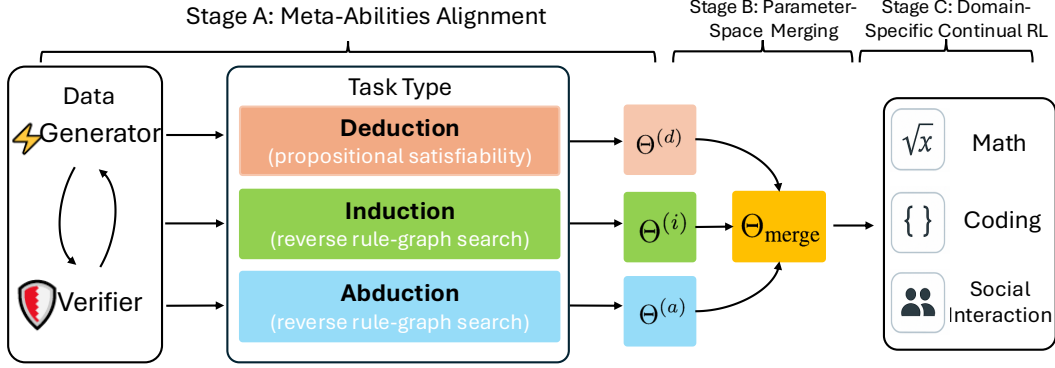 Stage A: Meta-Abilities Alignment
Stage B: Parameter-
Space Merging
Stage C: Domain-
Specific Continual RL
Data
Generator
Verifier
Task Type
Deduction
(propositional satisfiability)
Induction
(reverse rule-graph search)
Abduction
(reverse rule-graph search)
Θ^(d)
Θ^(i)
Θ^(a)
Θ_merge
√x
Math
{ }
Coding
Social
Interaction